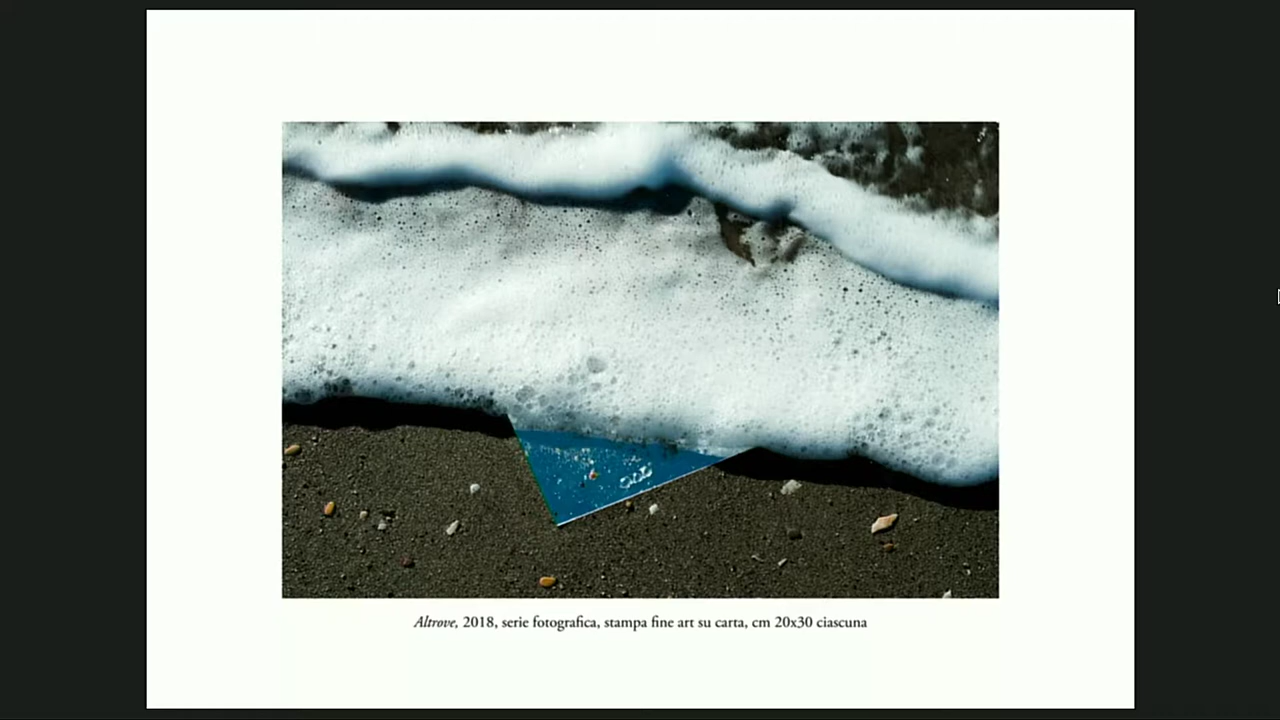 Altrove, 2018, serie fotografica, stampa fine art su carta, cm 20x30 ciascuna